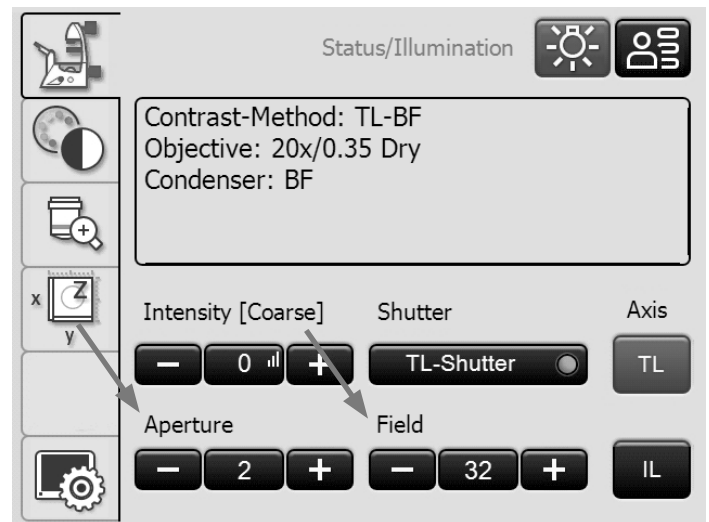 Status/Illumination
Contrast-Method: TL-BF
Objective: 20x/0.35 Dry
Condenser: BF
x Z
y
Intensity [Coarse] Shutter Axis
0 TL-Shutter TL
Aperture Field
2 32 IL